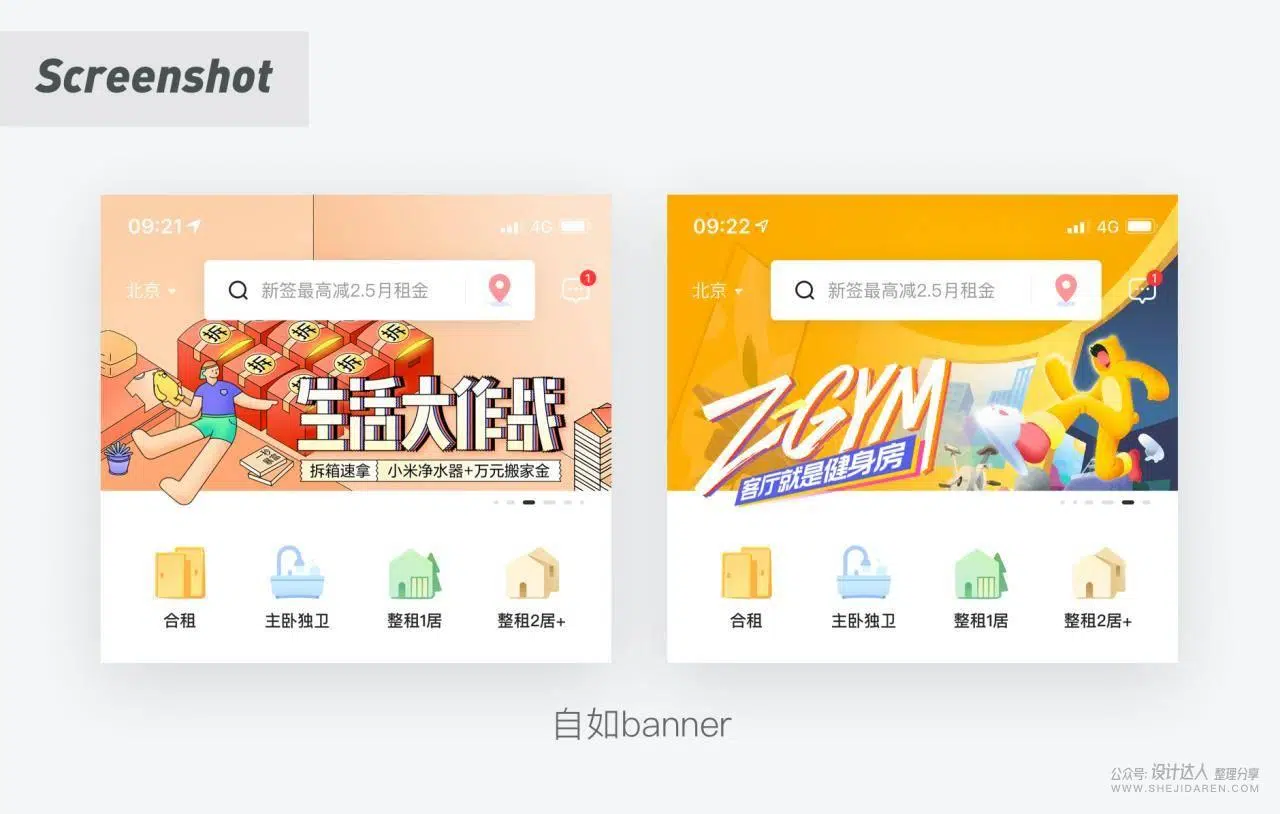 Screenshot
09:21
4G
北京
新签最高减2.5月租金
1
拆
拆
拆
拆
拆
生活大作战
拆箱速拿 小米净水器+万元搬家金
合租
主卧独卫
整租1居
整租2居+
09:22
4G
北京
新签最高减2.5月租金
1
ZGYM
客厅就是健身房
合租
主卧独卫
整租1居
整租2居+
自如banner
公众号: 设计达人 整理分享
WWW.SHEJIDAREN.COM